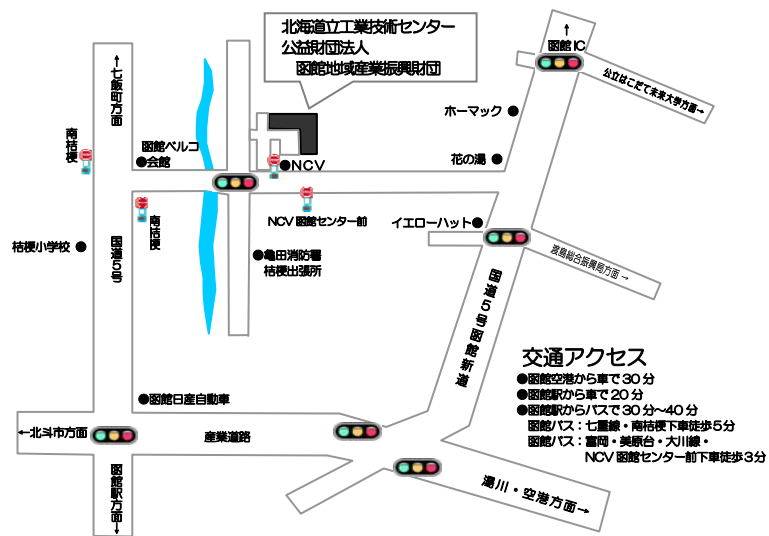 北海道立工業技術センター
公益財団法人
函館地域産業振興財団
↑
函館IC
公立はこだて未来大学方面→
←七飯町方面
ホーマック●
南桔梗
函館ベルコ
●会館
●NCV
花の湯●
南桔梗
NCV函館センター前
イエローハット●
桔梗小学校●
国道5号
●亀田消防署
桔梗出張所
渡島総合振興局方面→
国道5号函館新道
交通アクセス
●函館空港から車で30分
●函館駅から車で20分
●函館駅からバスで30分～40分
函館バス：七重線・南桔梗下車徒歩5分
函館バス：富岡・美原台・大川線・
NCV函館センター前下車徒歩3分
●函館日産自動車
←北斗市方面
産業道路
函館駅方面→
湯川・空港方面→